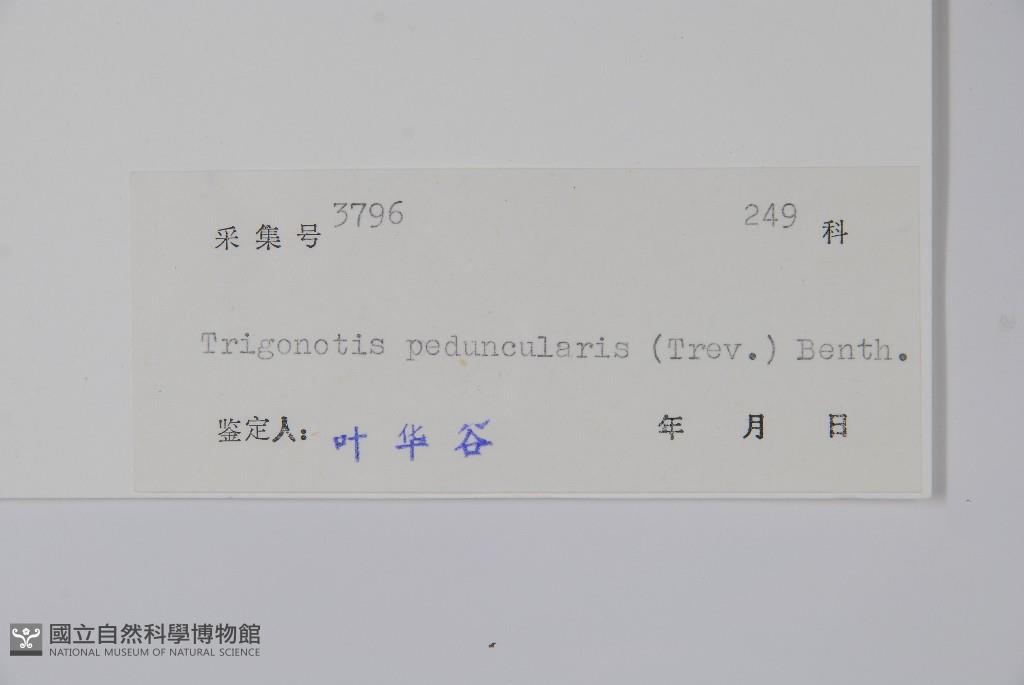 采集号 3796 249 科
Trigonotis peduncularis (Trev.) Benth.
鉴定人: 叶华谷 年 月 日
國立自然科學博物館
NATIONAL MUSEUM OF NATURAL SCIENCE